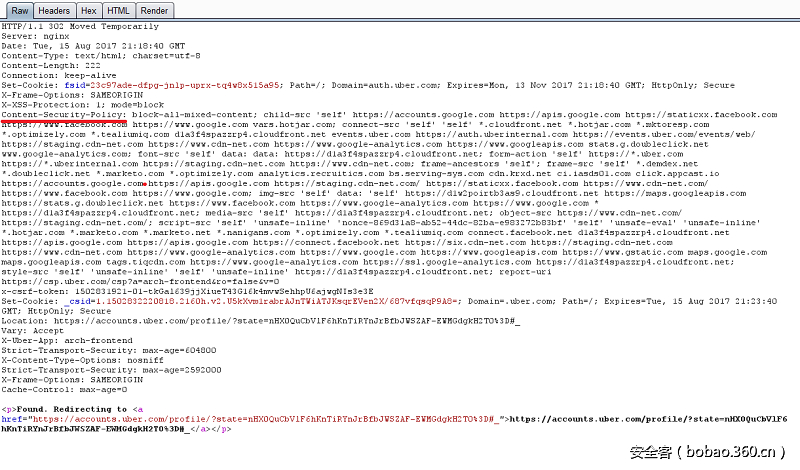 Raw Headers Hex HTML Render
HTTP/1.1 302 Moved Temporarily
Server: nginx
Date: Tue, 15 Aug 2017 21:18:40 GMT
Content-Type: text/html; charset=utf-8
Content-Length: 222
Connection: keep-alive
Set-Cookie: fsid=23c97ade-dfpg-jnlp-uprx-tq4w8x515a95; Path=/; Domain=auth.uber.com; Expires=Mon, 13 Nov 2017 21:18:40 GMT; HttpOnly; Secure
X-Frame-Options: SAMEORIGIN
X-XSS-Protection: 1; mode=block
Content-Security-Policy: block-all-mixed-content; child-src 'self' https://accounts.google.com https://apis.google.com https://staticxx.facebook.com
https://www.facebook.com https://www.google.com vars.hotjar.com; connect-src 'self' 'self' *.cloudfront.net *.hotjar.com *.mktoresp.com
*.optimizely.com *.tealiumiq.com d1a3f4spazzrp4.cloudfront.net events.uber.com https://auth.uberinternal.com https://events.uber.com/events/web/
https://staging.cdn-net.com https://www.cdn-net.com https://www.google-analytics.com https://www.googleapis.com stats.g.doubleclick.net
www.google-analytics.com; font-src 'self' data: data: https://d1a3f4spazzrp4.cloudfront.net; form-action 'self' https://*.uber.com
https://*.uberinternal.com https://staging.cdn-net.com https://www.cdn-net.com; frame-ancestors 'self'; frame-src 'self' *.demdex.net
*.doubleclick.net *.marketo.com *.optimizely.com analytics.recruitics.com bs.serving-sys.com cdn.krxd.net ci.iasds01.com click.appcast.io
https://accounts.google.com https://apis.google.com https://staging.cdn-net.com/ https://staticxx.facebook.com https://www.cdn-net.com/
https://www.facebook.com https://www.google.com; img-src 'self' data: 'self' data: https://d1w2poirtb3as9.cloudfront.net https://maps.googleapis.com
https://stats.g.doubleclick.net https://www.facebook.com https://www.google-analytics.com https://www.google.com *
https://d1a3f4spazzrp4.cloudfront.net; media-src 'self' https://d1a3f4spazzrp4.cloudfront.net; object-src https://www.cdn-net.com/
https://staging.cdn-net.com/; script-src 'self' 'unsafe-inline' 'nonce-869d31a8-ab52-44dc-82ba-e983272b83fb' 'self' 'unsafe-eval' 'unsafe-inline'
*.hotjar.com *.marketo.com *.marketo.net *.nanigans.com *.optimizely.com *.tealiumiq.com connect.facebook.net d1a3f4spazzrp4.cloudfront.net
https://apis.google.com https://apis.google.com https://connect.facebook.net https://six.cdn-net.com https://staging.cdn-net.com
https://www.cdn-net.com https://www.google-analytics.com https://www.google.com https://www.googleapis.com https://www.gstatic.com maps.google.com
maps.googleapis.com tags.tiqcdn.com https://www.google-analytics.com https://ssl.google-analytics.com https://d1a3f4spazzrp4.cloudfront.net;
style-src 'self' 'unsafe-inline' 'self' 'unsafe-inline' https://d1a3f4spazzrp4.cloudfront.net; report-uri
https://csp.uber.com/csp?a=arch-frontend&ro=false&v=0
Set-Cookie: _csid=; Domain=.uber.com; Path=/; Expires=Tue, 15 Aug 2017 21:23:40
GMT; HttpOnly; Secure
Location: https://accounts.uber.com/profile/?state=nHXOQuCbVlF6hKnTiRYnJrBfbJWSZAF-EWMGdgkH2TO%3D#_
Vary: Accept
X-Uber-App: arch-frontend
Strict-Transport-Security: max-age=604800
X-Content-Type-Options: nosniff
Strict-Transport-Security: max-age=2592000
X-Frame-Options: SAMEORIGIN
Cache-Control: max-age=0
<p>Found. Redirecting to <a
href="https://accounts.uber.com/profile/?state=nHXOQuCbVlF6hKnTiRYnJrBfbJWSZAF-EWMGdgkH2TO%3D#_">https://accounts.uber.com/profile/?state=nHXOQuCbVlF6
hKnTiRYnJrBfbJWSZAF-EWMGdgkH2TO%3D#_</a></p>
安全客（bobao.360.cn）